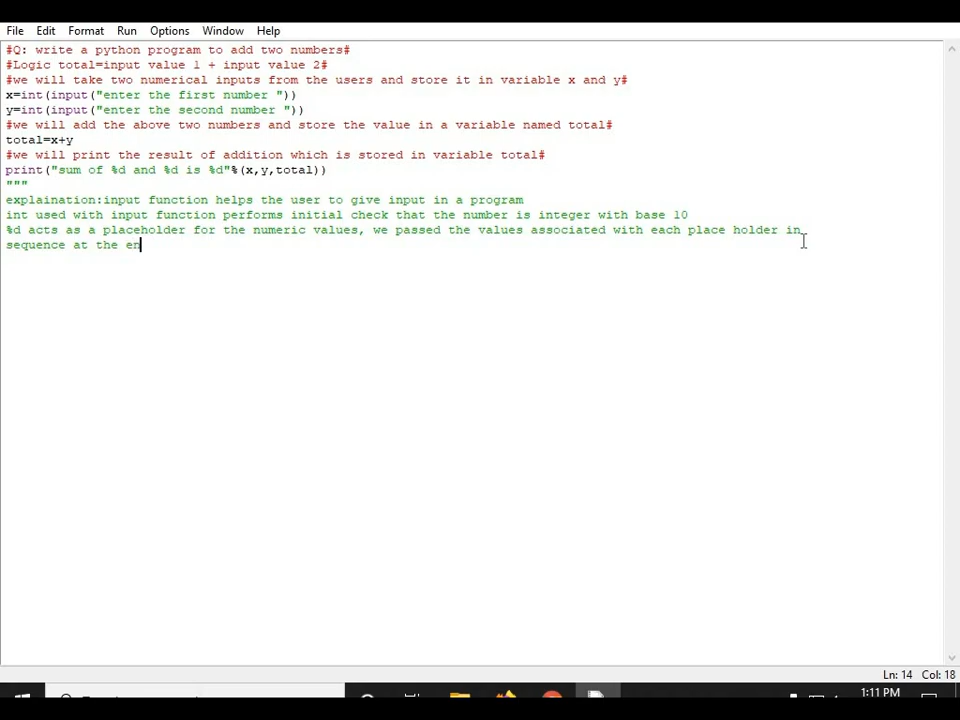 File Edit Format Run Options Window Help
#Q: write a python program to add two numbers#
#Logic total=input value 1 + input value 2#
#we will take two numerical inputs from the users and store it in variable x and y#
x=int(input("enter the first number "))
y=int(input("enter the second number "))
#we will add the above two numbers and store the value in a variable named total#
total=x+y
#we will print the result of addition which is stored in variable total#
print("sum of %d and %d is %d"%(x,y,total))
"""
explaination:input function helps the user to give input in a program
int used with input function performs initial check that the number is integer with base 10
%d acts as a placeholder for the numeric values, we passed the values associated with each place holder in
sequence at the en
Ln: 14 Col: 18
1:11 PM